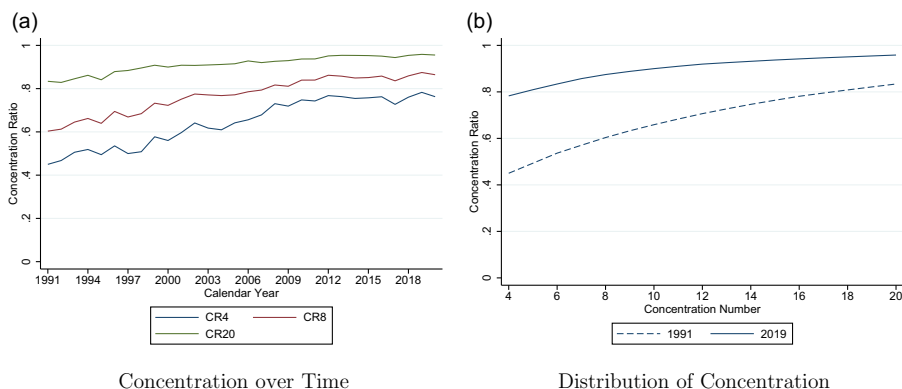 (a)
Concentration Ratio
0 .2 .4 .6 .8 1
1991 1994 1997 2000 2003 2006 2009 2012 2015 2018
Calendar Year
CR4 CR8
CR20
Concentration over Time
(b)
Concentration Ratio
0 .2 .4 .6 .8 1
4 6 8 10 12 14 16 18 20
Concentration Number
1991 2019
Distribution of Concentration